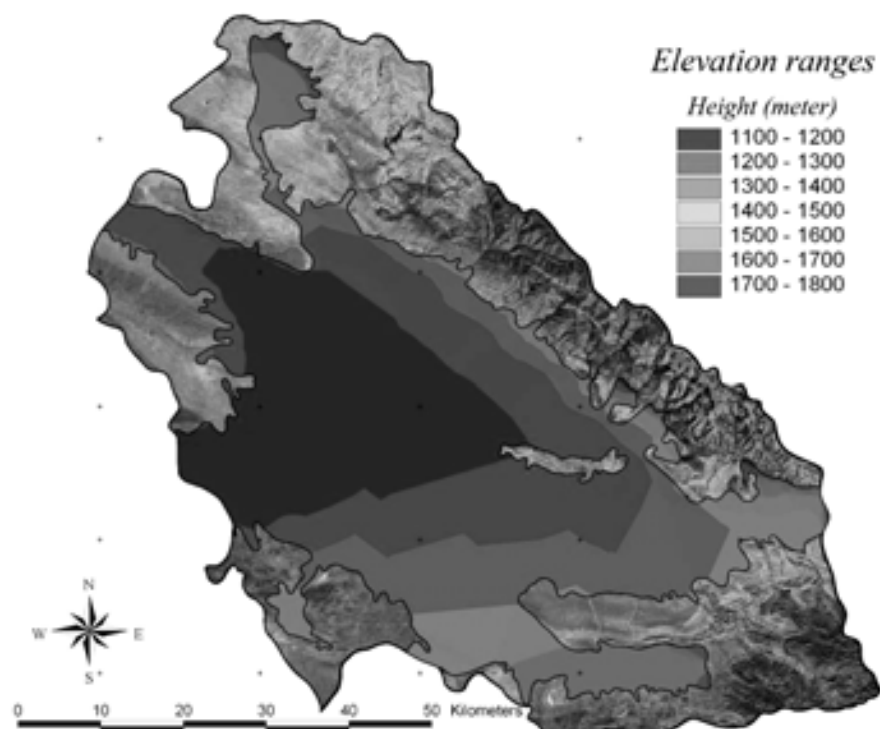 Elevation ranges
Height (meter)
1100 - 1200
1200 - 1300
1300 - 1400
1400 - 1500
1500 - 1600
1600 - 1700
1700 - 1800
N
W E
S
0 10 20 30 40 50 Kilometers